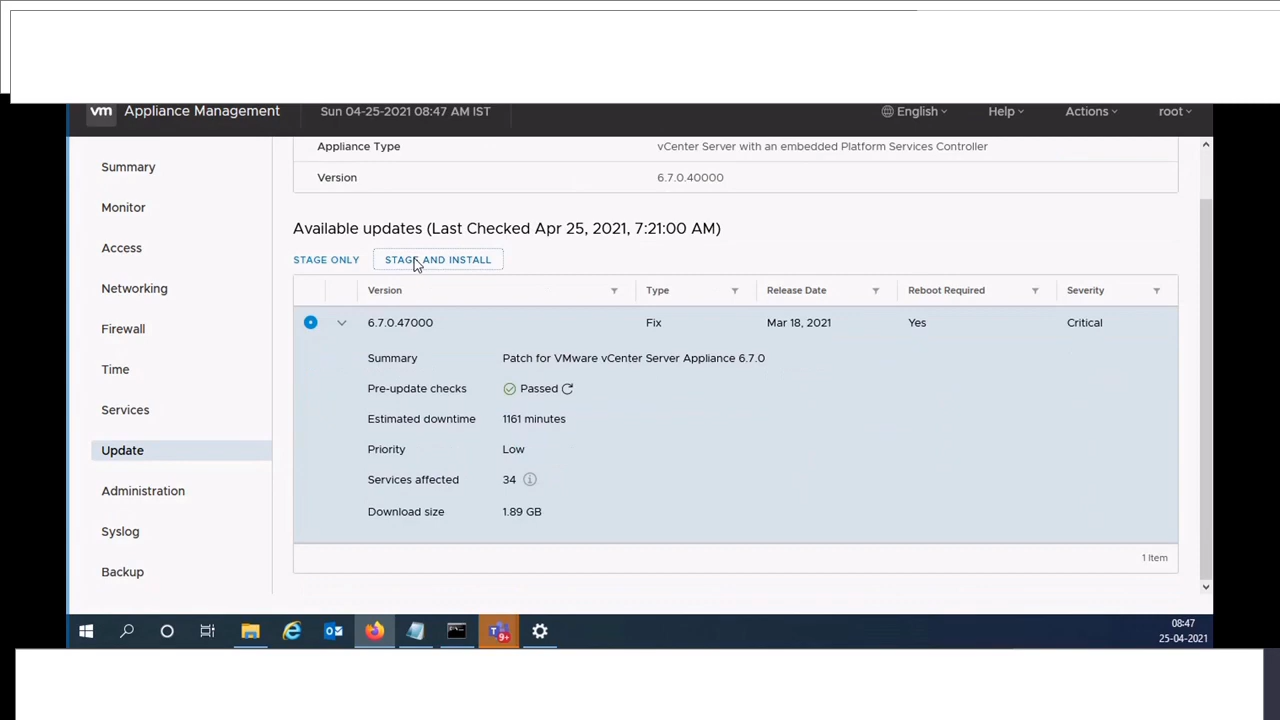 vm Appliance Management Sun 04-25-2021 08:47 AM IST English Help Actions root
Appliance Type vCenter Server with an embedded Platform Services Controller
Version 6.7.0.40000
Summary
Monitor
Access
Networking
Firewall
Time
Services
Update
Administration
Syslog
Backup
Available updates (Last Checked Apr 25, 2021, 7:21:00 AM)
STAGE ONLY STAGE AND INSTALL
Version Type Release Date Reboot Required Severity
6.7.0.47000 Fix Mar 18, 2021 Yes Critical
Summary Patch for VMware vCenter Server Appliance 6.7.0
Pre-update checks Passed
Estimated downtime 1161 minutes
Priority Low
Services affected 34
Download size 1.89 GB
1 Item
9+
08:47
25-04-2021